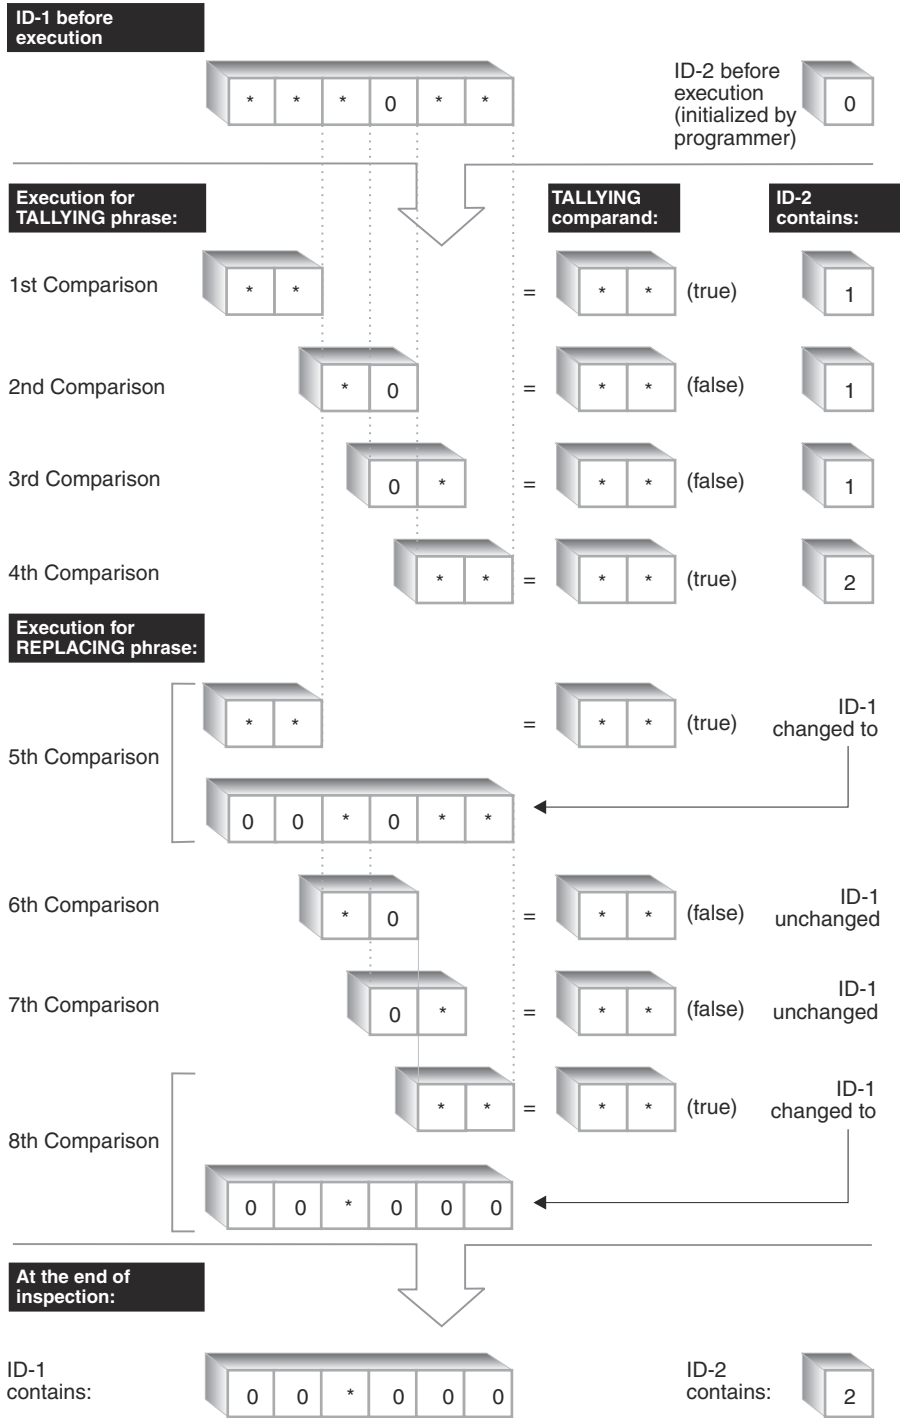 ID-1 before
execution
* * * 0 * *
ID-2 before
execution
(initialized by
programmer)
0
Execution for
TALLYING phrase:
TALLYING
comparand:
ID-2
contains:
1st Comparison
* * = * * (true) 1
2nd Comparison
* 0 = * * (false) 1
3rd Comparison
0 * = * * (false) 1
4th Comparison
* * = * * (true) 2
Execution for
REPLACING phrase:
5th Comparison
* * = * * (true)
ID-1
changed to
0 0 * 0 * *
6th Comparison
* 0 = * * (false)
ID-1
unchanged
7th Comparison
0 * = * * (false)
ID-1
unchanged
8th Comparison
* * = * * (true)
ID-1
changed to
0 0 * 0 0 0
At the end of
inspection:
ID-1
contains:
0 0 * 0 0 0
ID-2
contains:
2